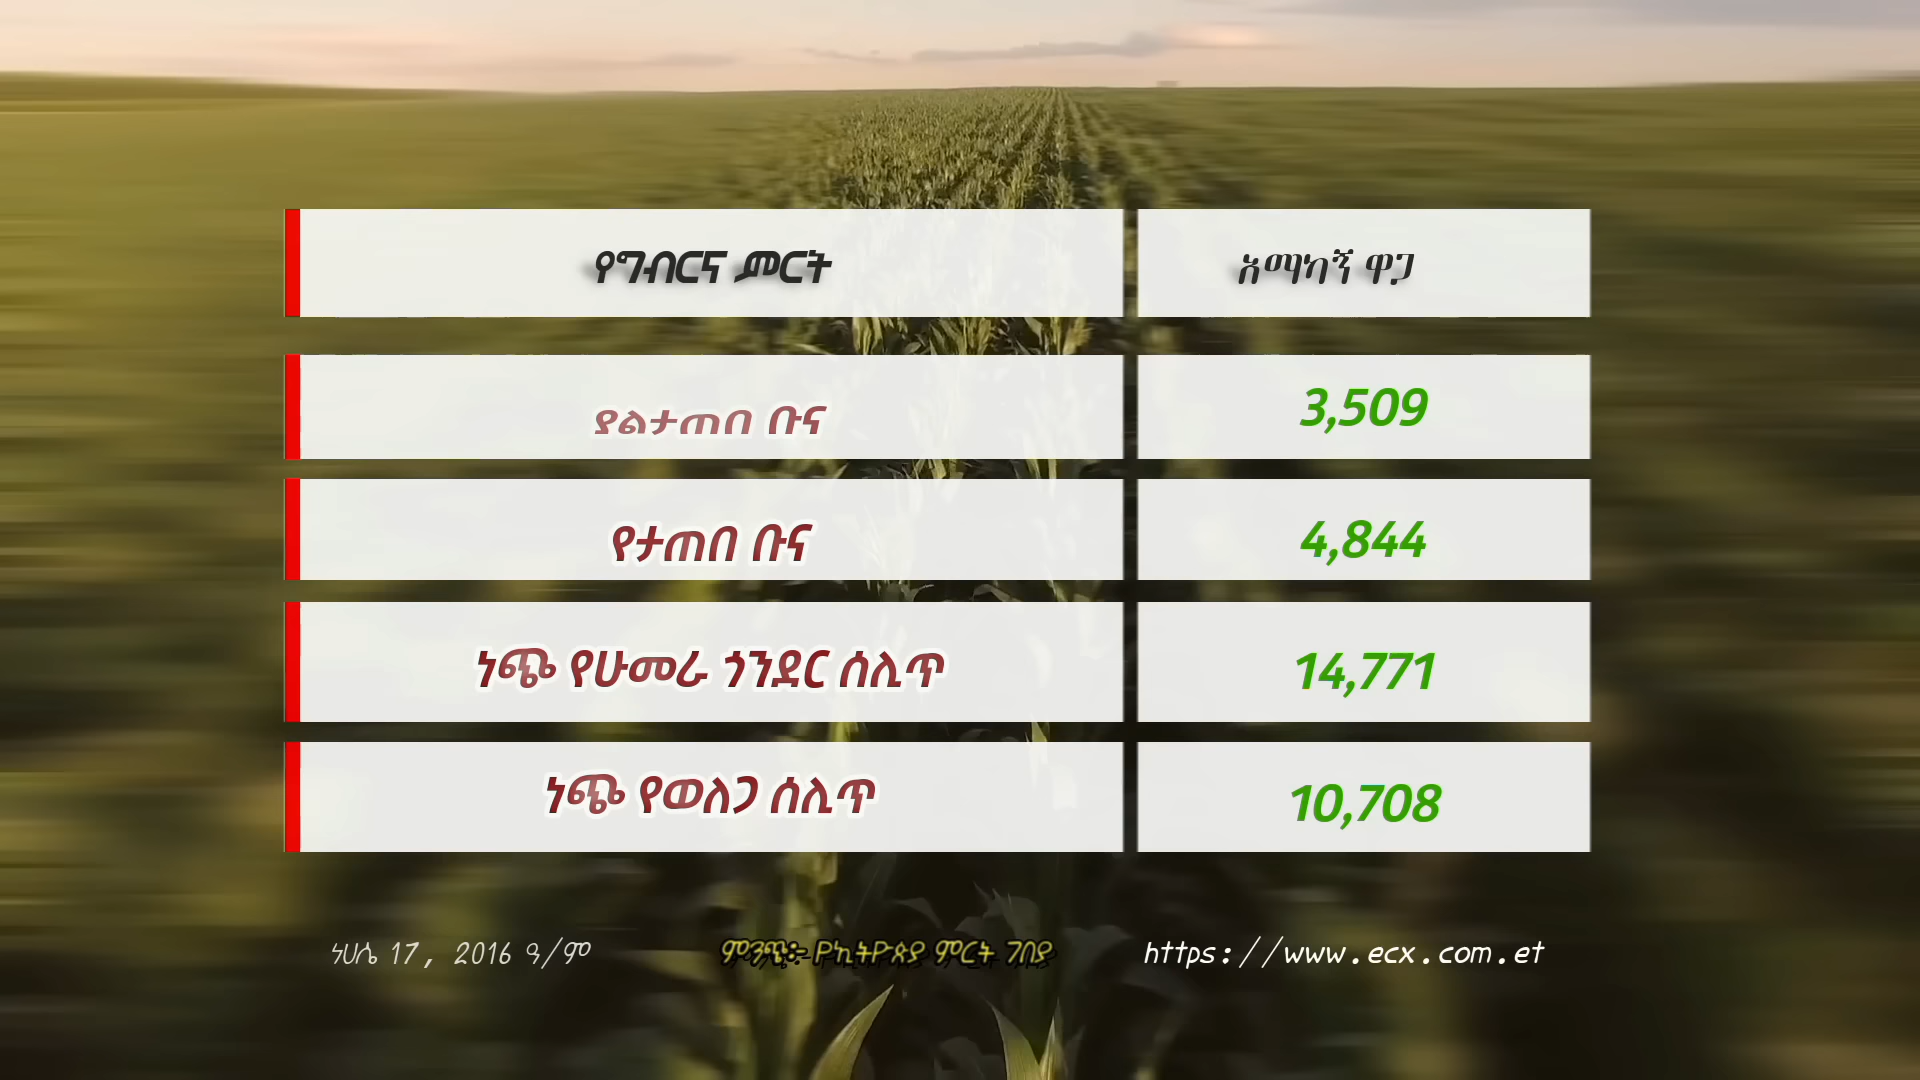 የግብርና ምርት አማካኝ ዋጋ
ያልታጠበ ቡና 3,509
የታጠበ ቡና 4,844
ነጭ የሁመራ ጎንደር ሰሊጥ 14,771
ነጭ የወለጋ ሰሊጥ 10,708
ነሀሴ 17, 2016 ዓ/ም ምንጭ፡- የኢትዮጵያ ምርት ገበያ https://www.ecx.com.et